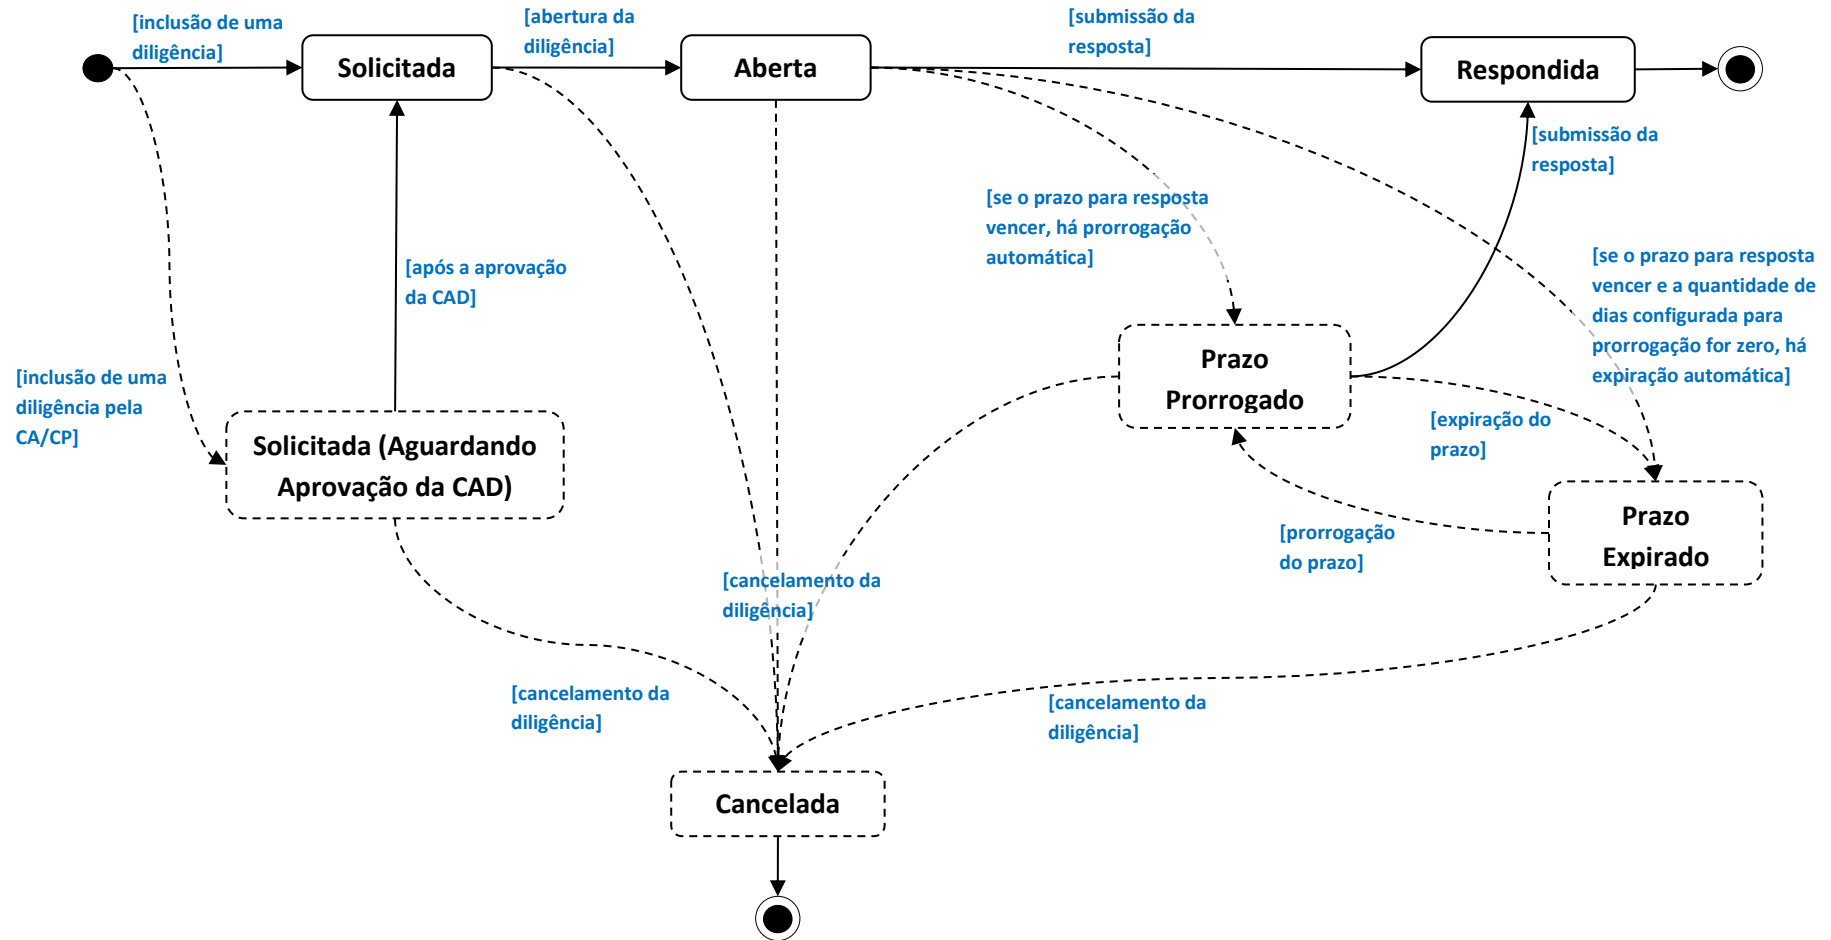 [inclusão de uma
diligência]
[abertura da
diligência]
[submissão da
resposta]
Solicitada
Aberta
Respondida
[submissão da
resposta]
[se o prazo para resposta
vencer, há prorrogação
automática]
[se o prazo para resposta
vencer e a quantidade de
dias configurada para
prorrogação for zero, há
expiração automática]
[após a aprovação
da CAD]
[inclusão de uma
diligência pela
CA/CP]
Prazo
Prorrogado
Solicitada (Aguardando
Aprovação da CAD)
[expiração do
prazo]
[prorrogação
do prazo]
Prazo
Expirado
[cancelamento da
diligência]
[cancelamento da
diligência]
[cancelamento da
diligência]
Cancelada